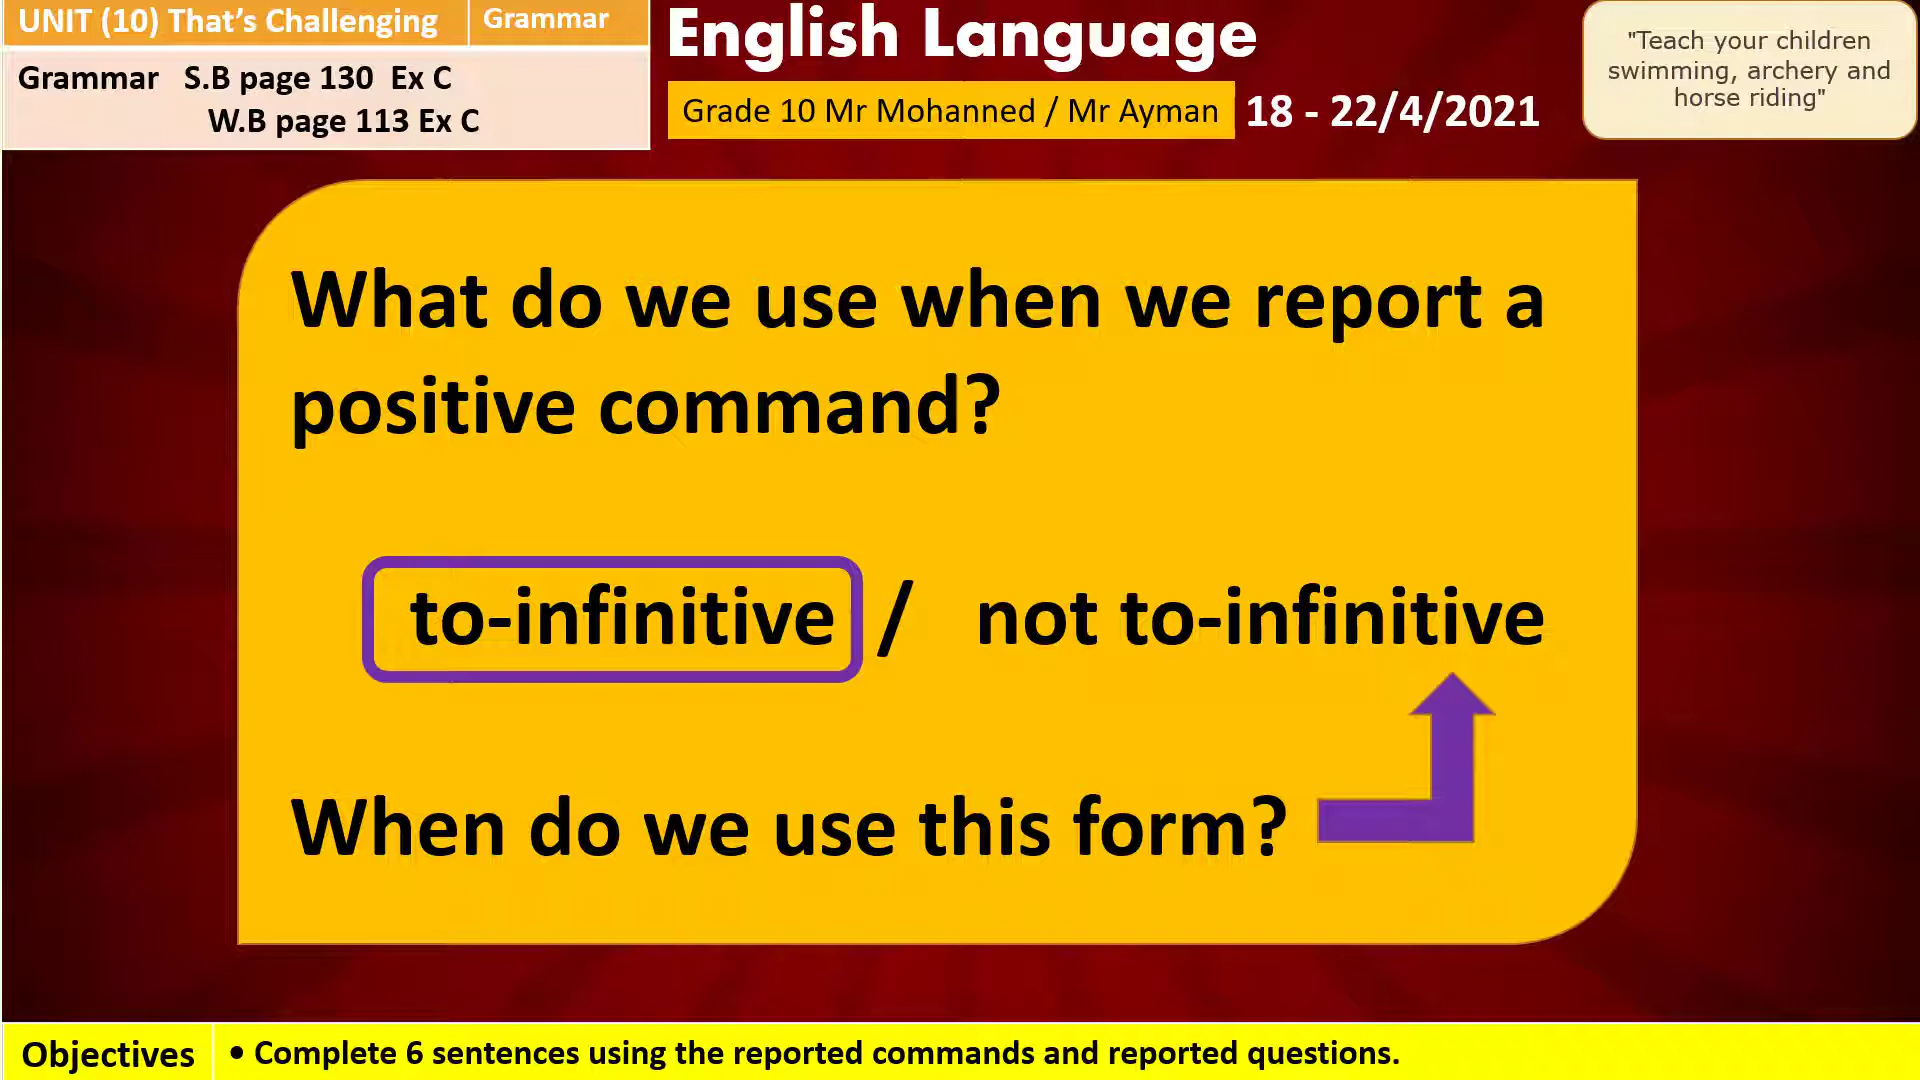 UNIT (10) That’s Challenging
Grammar
Grammar S.B page 130 Ex C
W.B page 113 Ex C
English Language
Grade 10 Mr Mohanned / Mr Ayman
18 - 22/4/2021
"Teach your children
swimming, archery and
horse riding"
What do we use when we report a
positive command?
to-infinitive / not to-infinitive
When do we use this form?
Objectives
• Complete 6 sentences using the reported commands and reported questions.